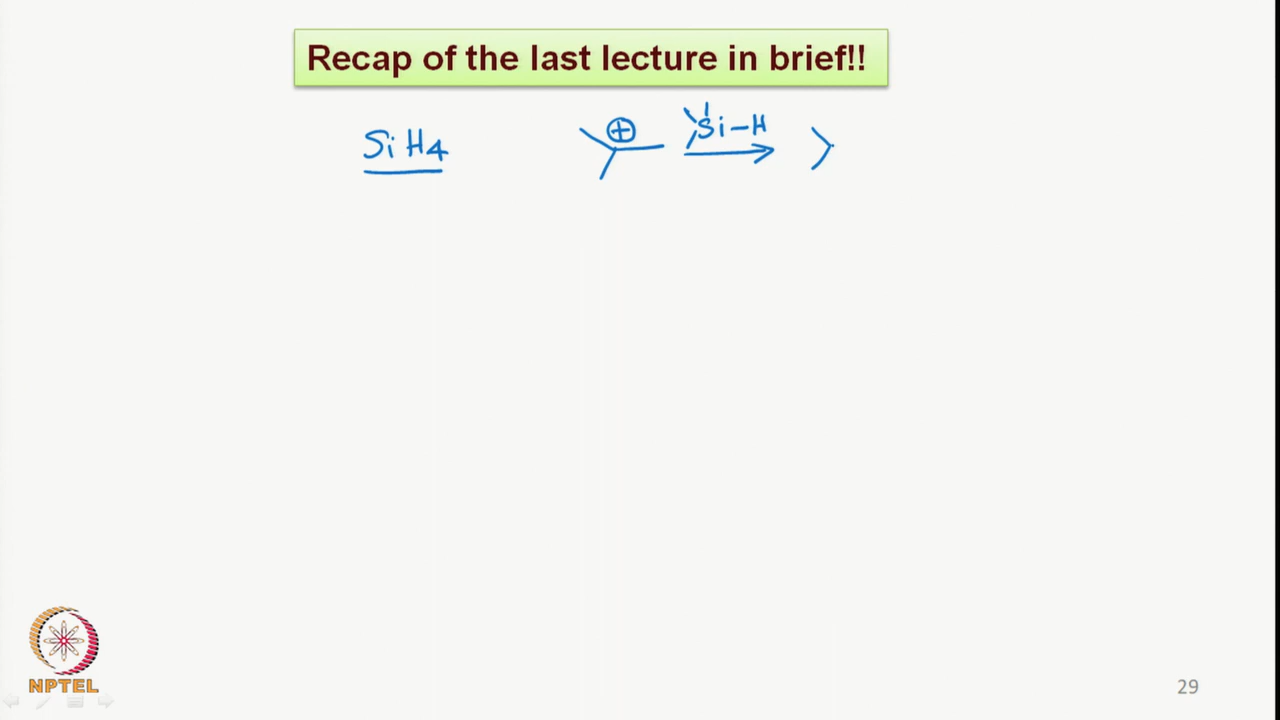 Recap of the last lecture in brief!!
SiH4
⊕
Si–H
NPTEL
29